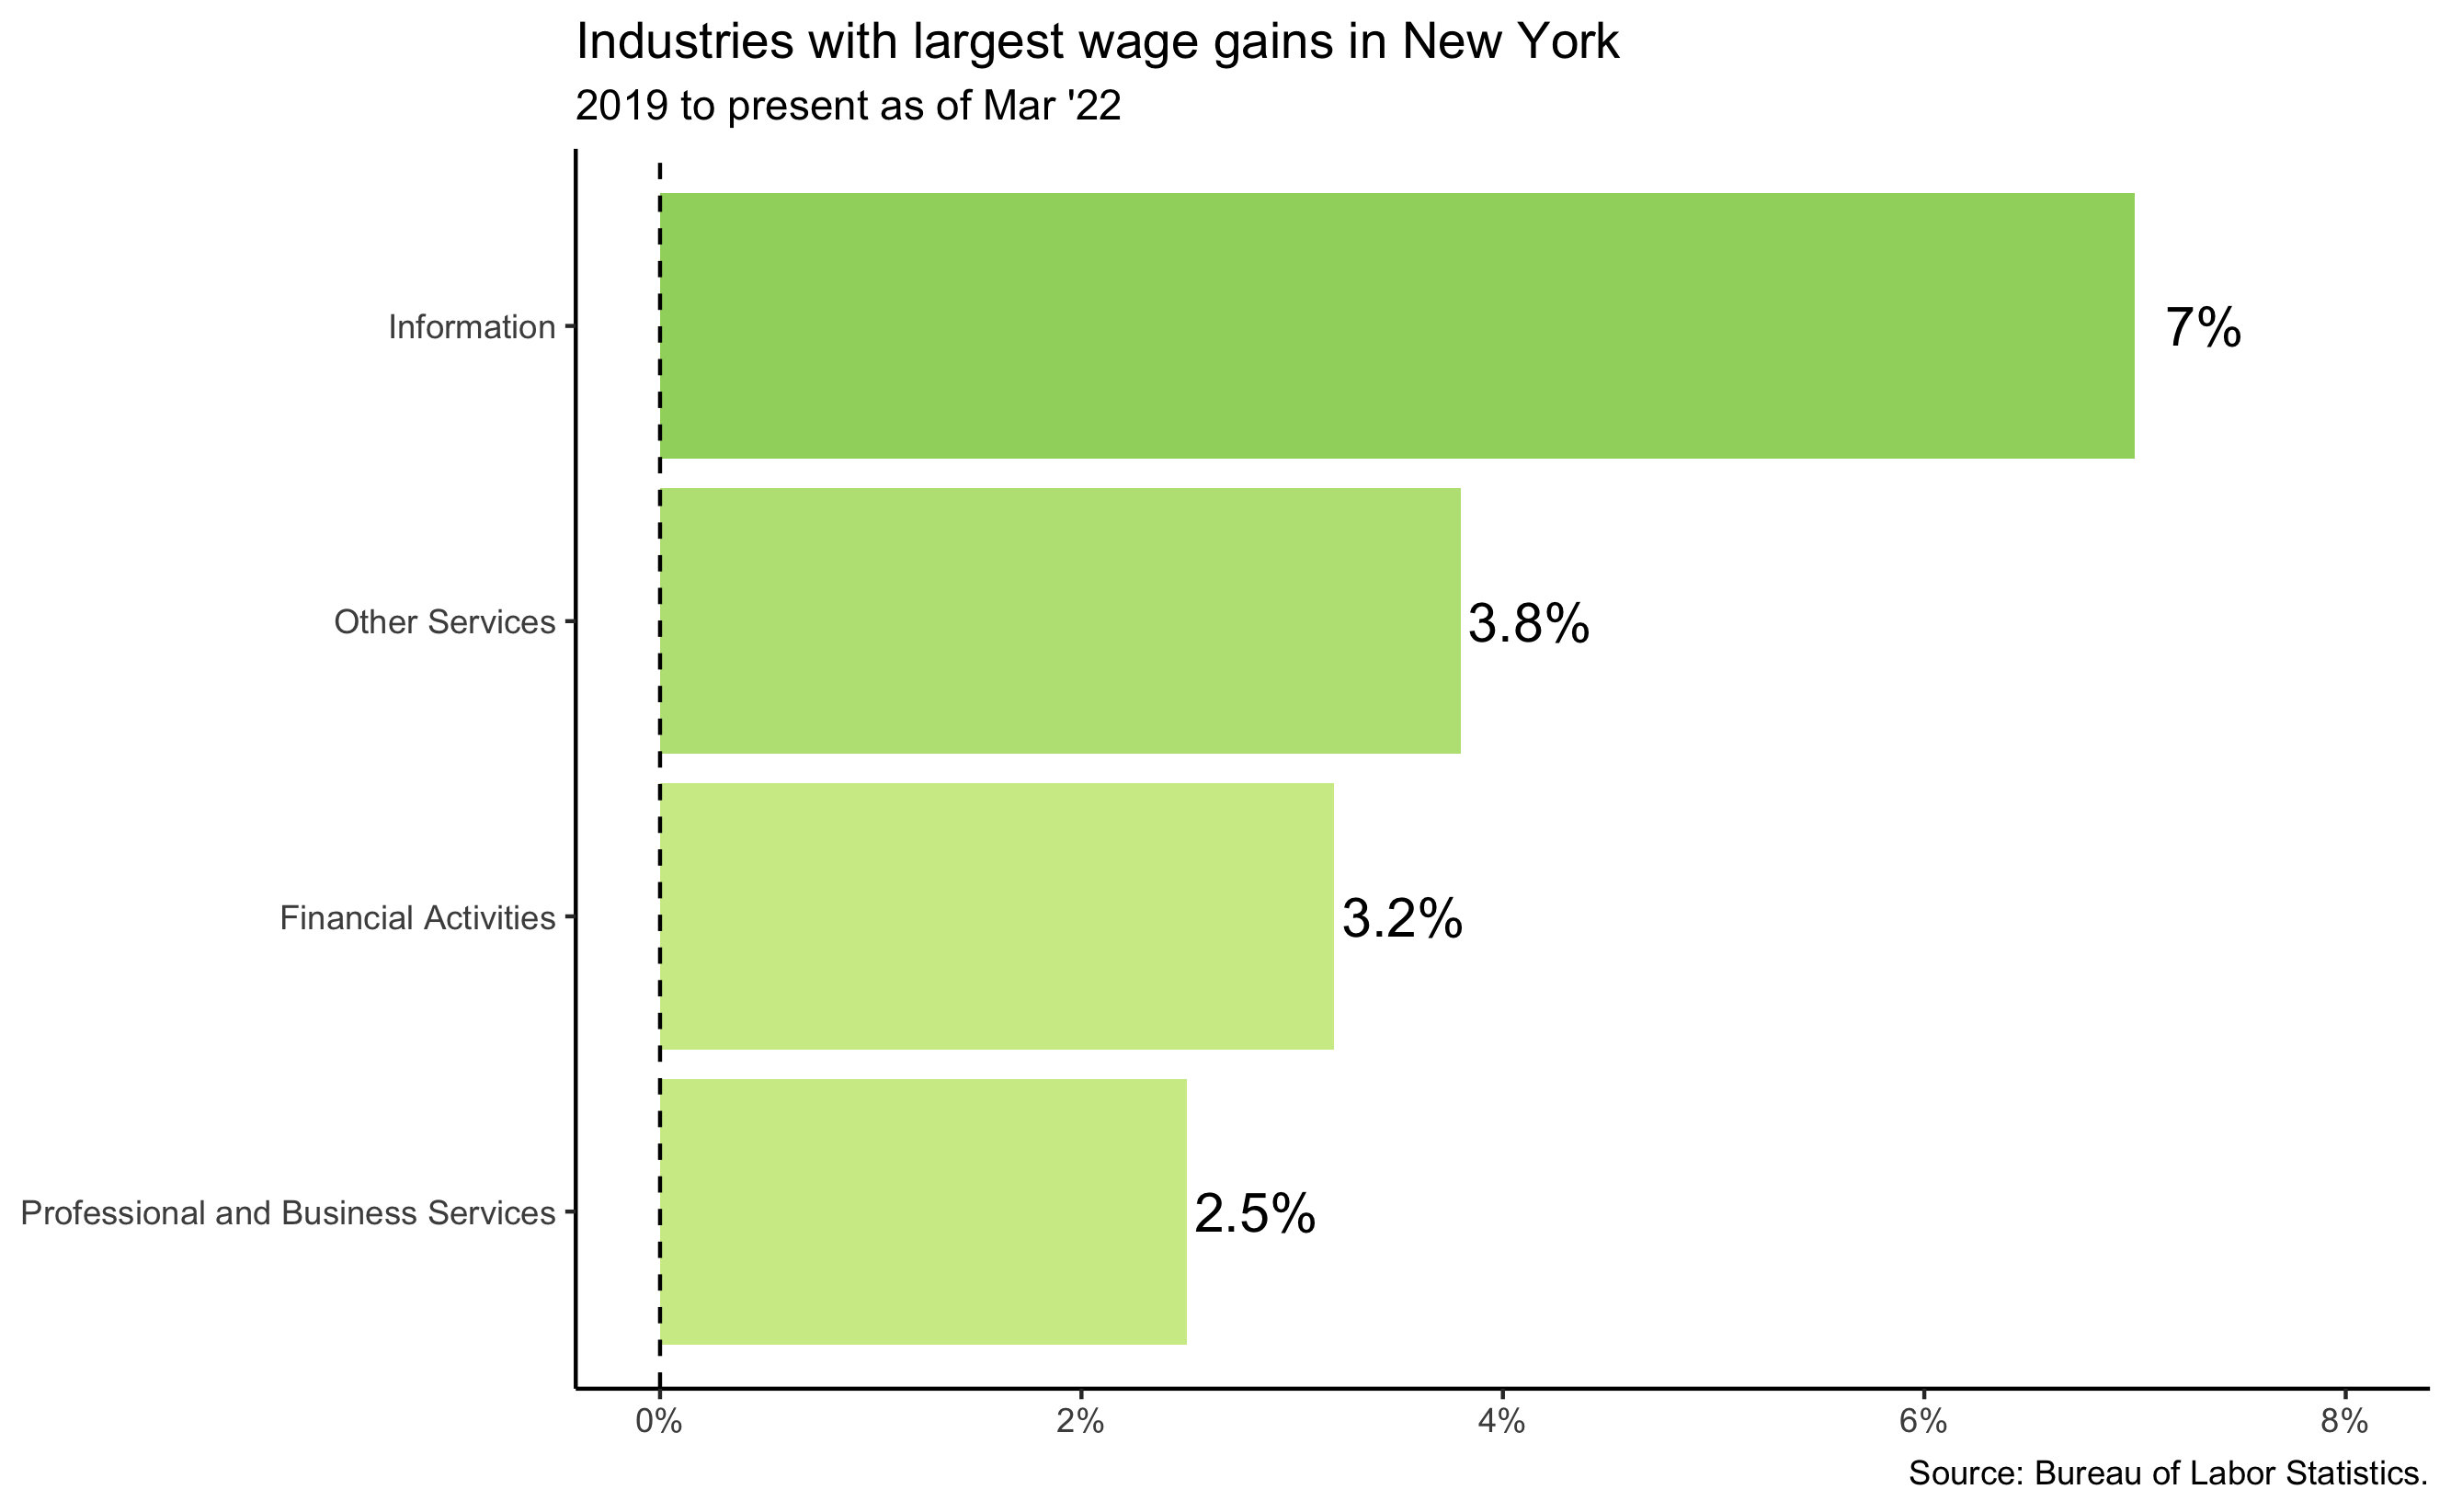 Industries with largest wage gains in New York
2019 to present as of Mar '22
Information
7%
Other Services
3.8%
Financial Activities
3.2%
Professional and Business Services
2.5%
0% 2% 4% 6% 8%
Source: Bureau of Labor Statistics.